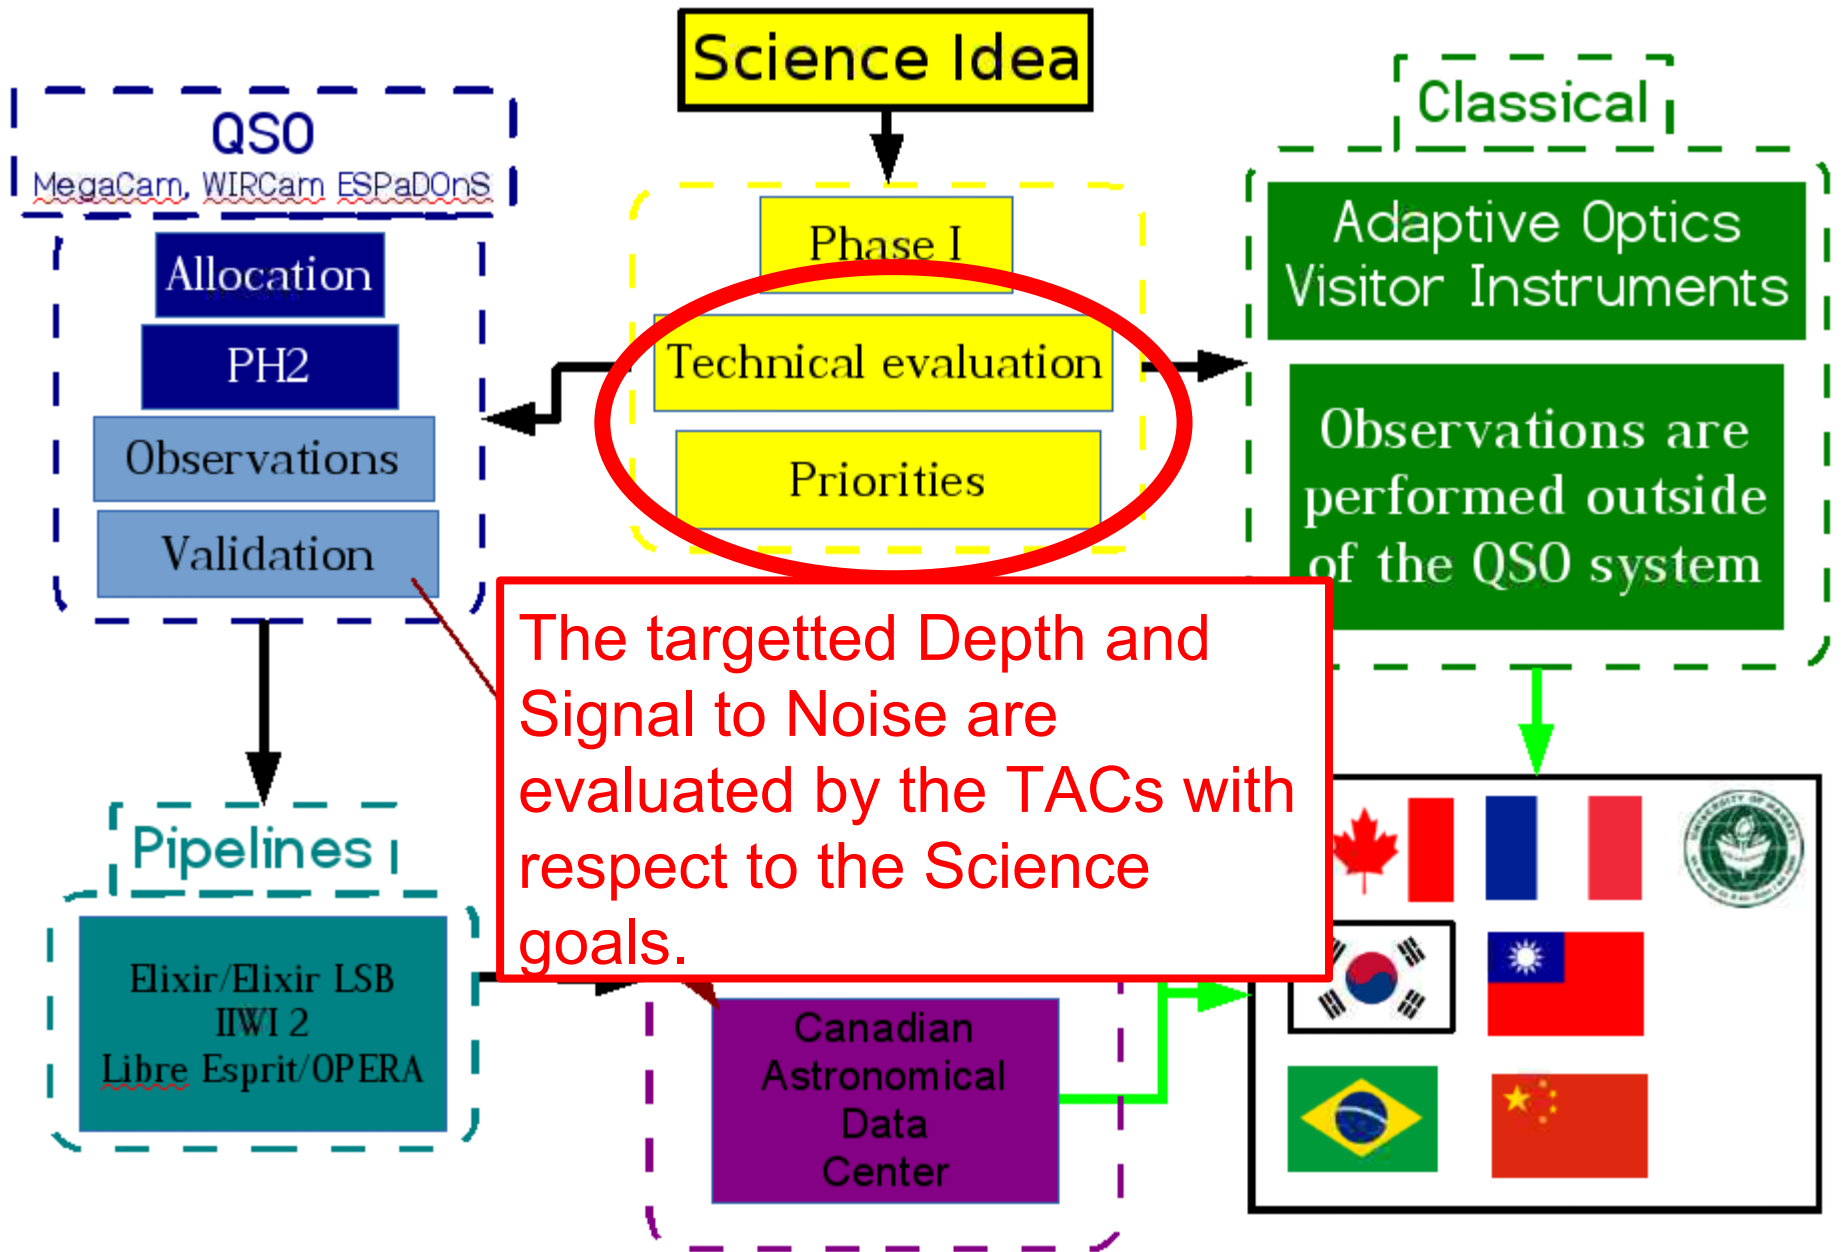 Science Idea
QSO
MegaCam, WIRCam ESPaDOnS
Allocation
PH2
Observations
Validation
Phase I
Technical evaluation
Priorities
Classical
Adaptive Optics
Visitor Instruments
Observations are
performed outside
of the QSO system
The targetted Depth and
Signal to Noise are
evaluated by the TACs with
respect to the Science
goals.
Pipelines
Elixir/Elixir LSB
IIWI 2
Libre Esprit/OPERA
Canadian
Astronomical
Data
Center
UNIVERSITY OF HAWAII